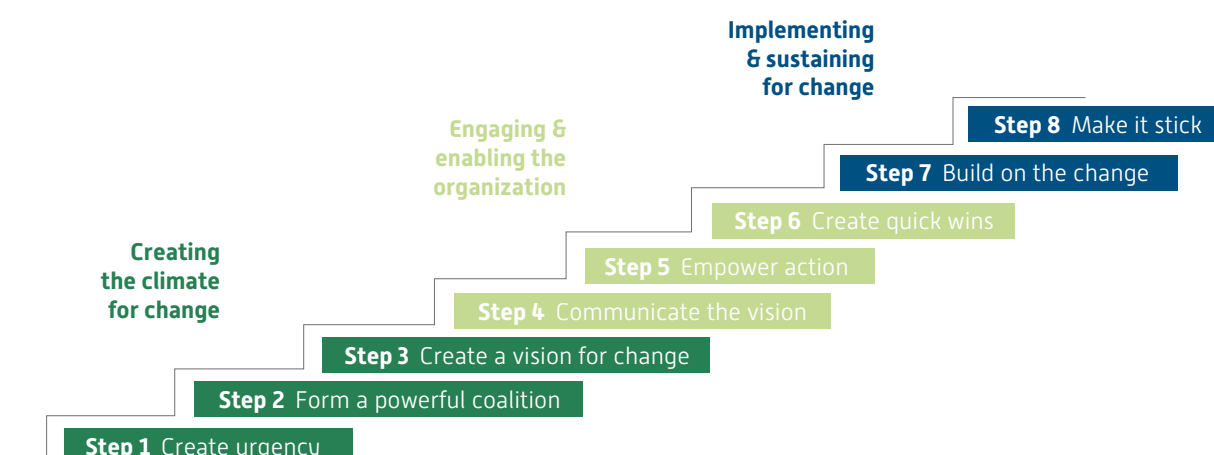 Implementing
& sustaining
for change
Step 8 Make it stick
Engaging &
enabling the
organization
Step 7 Build on the change
Step 6 Create quick wins
Creating
the climate
for change
Step 5 Empower action
Step 4 Communicate the vision
Step 3 Create a vision for change
Step 2 Form a powerful coalition
Step 1 Create urgency